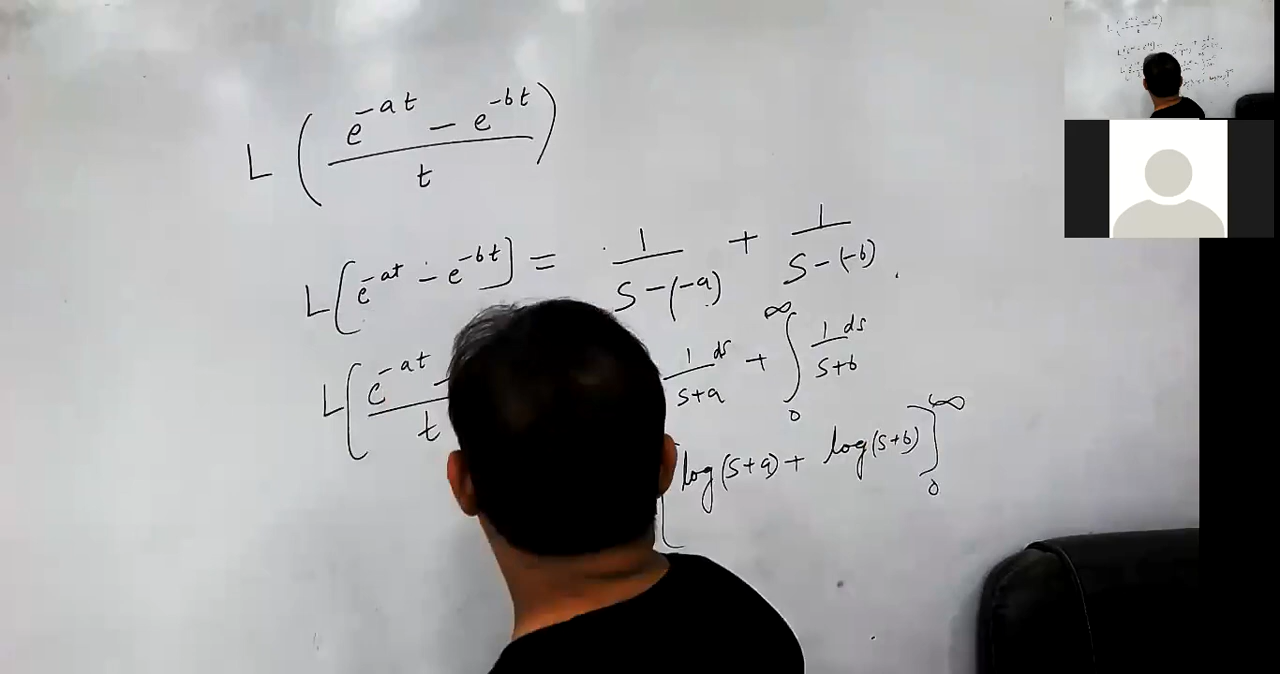 L ( (e^{-at} - e^{-bt}) / t )
L[e^{-at} - e^{-bt}] = 1/(s-(-a)) + 1/(s-(-b)).
L[ (e^{-at} - / t 1/(s+a) ds + ∫_0^∞ 1/(s+b) ds
[log(s+a) + log(s+b)]_0^∞